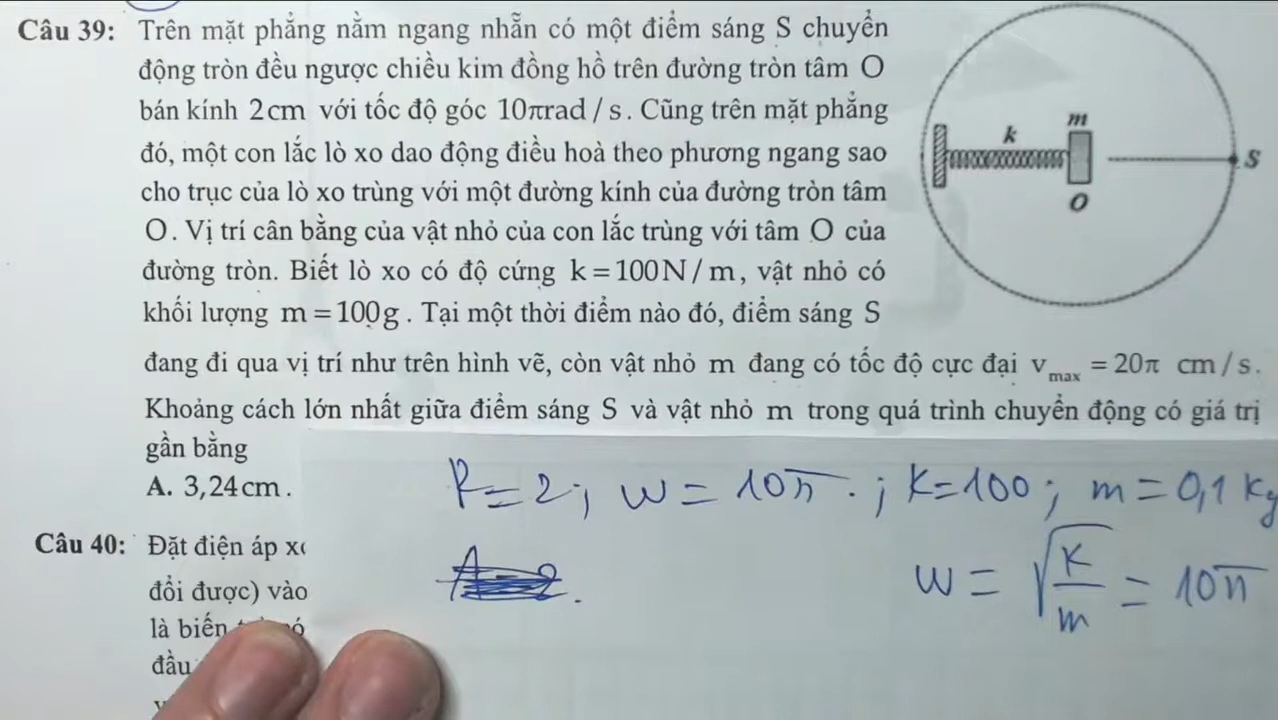 Câu 39: Trên mặt phẳng nằm ngang nhẵn có một điểm sáng S chuyển
động tròn đều ngược chiều kim đồng hồ trên đường tròn tâm O
bán kính 2cm với tốc độ góc 10πrad / s. Cũng trên mặt phẳng
đó, một con lắc lò xo dao động điều hoà theo phương ngang sao
cho trục của lò xo trùng với một đường kính của đường tròn tâm
O. Vị trí cân bằng của vật nhỏ của con lắc trùng với tâm O của
đường tròn. Biết lò xo có độ cứng k = 100N / m, vật nhỏ có
khối lượng m = 100g. Tại một thời điểm nào đó, điểm sáng S
k
m
O
S
đang đi qua vị trí như trên hình vẽ, còn vật nhỏ m đang có tốc độ cực đại v_max = 20π cm / s.
Khoảng cách lớn nhất giữa điểm sáng S và vật nhỏ m trong quá trình chuyển động có giá trị
gần bằng
A. 3,24cm.
R = 2; ω = 10π.; K = 100; m = 0,1 kg
ω = √(K/m) = 10π
Câu 40: Đặt điện áp
đổi được) vào
là biến
đầu